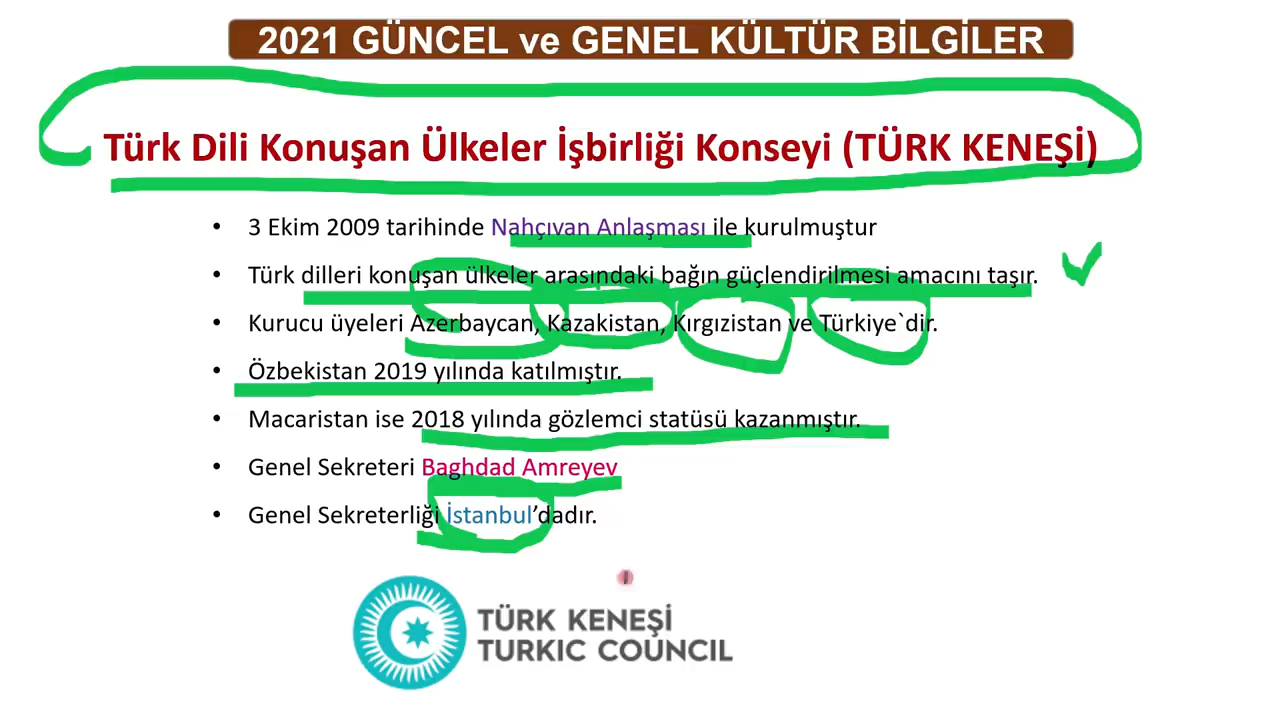 2021 GÜNCEL ve GENEL KÜLTÜR BİLGİLER
Türk Dili Konuşan Ülkeler İşbirliği Konseyi (TÜRK KENEŞİ)
• 3 Ekim 2009 tarihinde Nahçıvan Anlaşması ile kurulmuştur
• Türk dilleri konuşan ülkeler arasındaki bağın güçlendirilmesi amacını taşır.
• Kurucu üyeleri Azerbaycan, Kazakistan, Kırgızistan ve Türkiye`dir.
• Özbekistan 2019 yılında katılmıştır.
• Macaristan ise 2018 yılında gözlemci statüsü kazanmıştır.
• Genel Sekreteri Baghdad Amreyev
• Genel Sekreterliği İstanbul’dadır.
TÜRK KENEŞİ
TURKIC COUNCIL